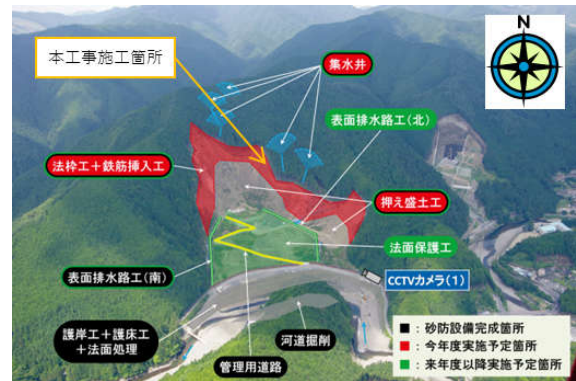 N
本工事施工箇所
集水井
表面排水路工(北)
法枠工+鉄筋挿入工
押え盛土工
法面保護工
表面排水路工(南)
CCTVカメラ(1)
護岸工+護床工
+法面処理
河道掘削
管理用道路
■:砂防設備完成箇所
■:今年度実施予定箇所
■:来年度以降実施予定箇所